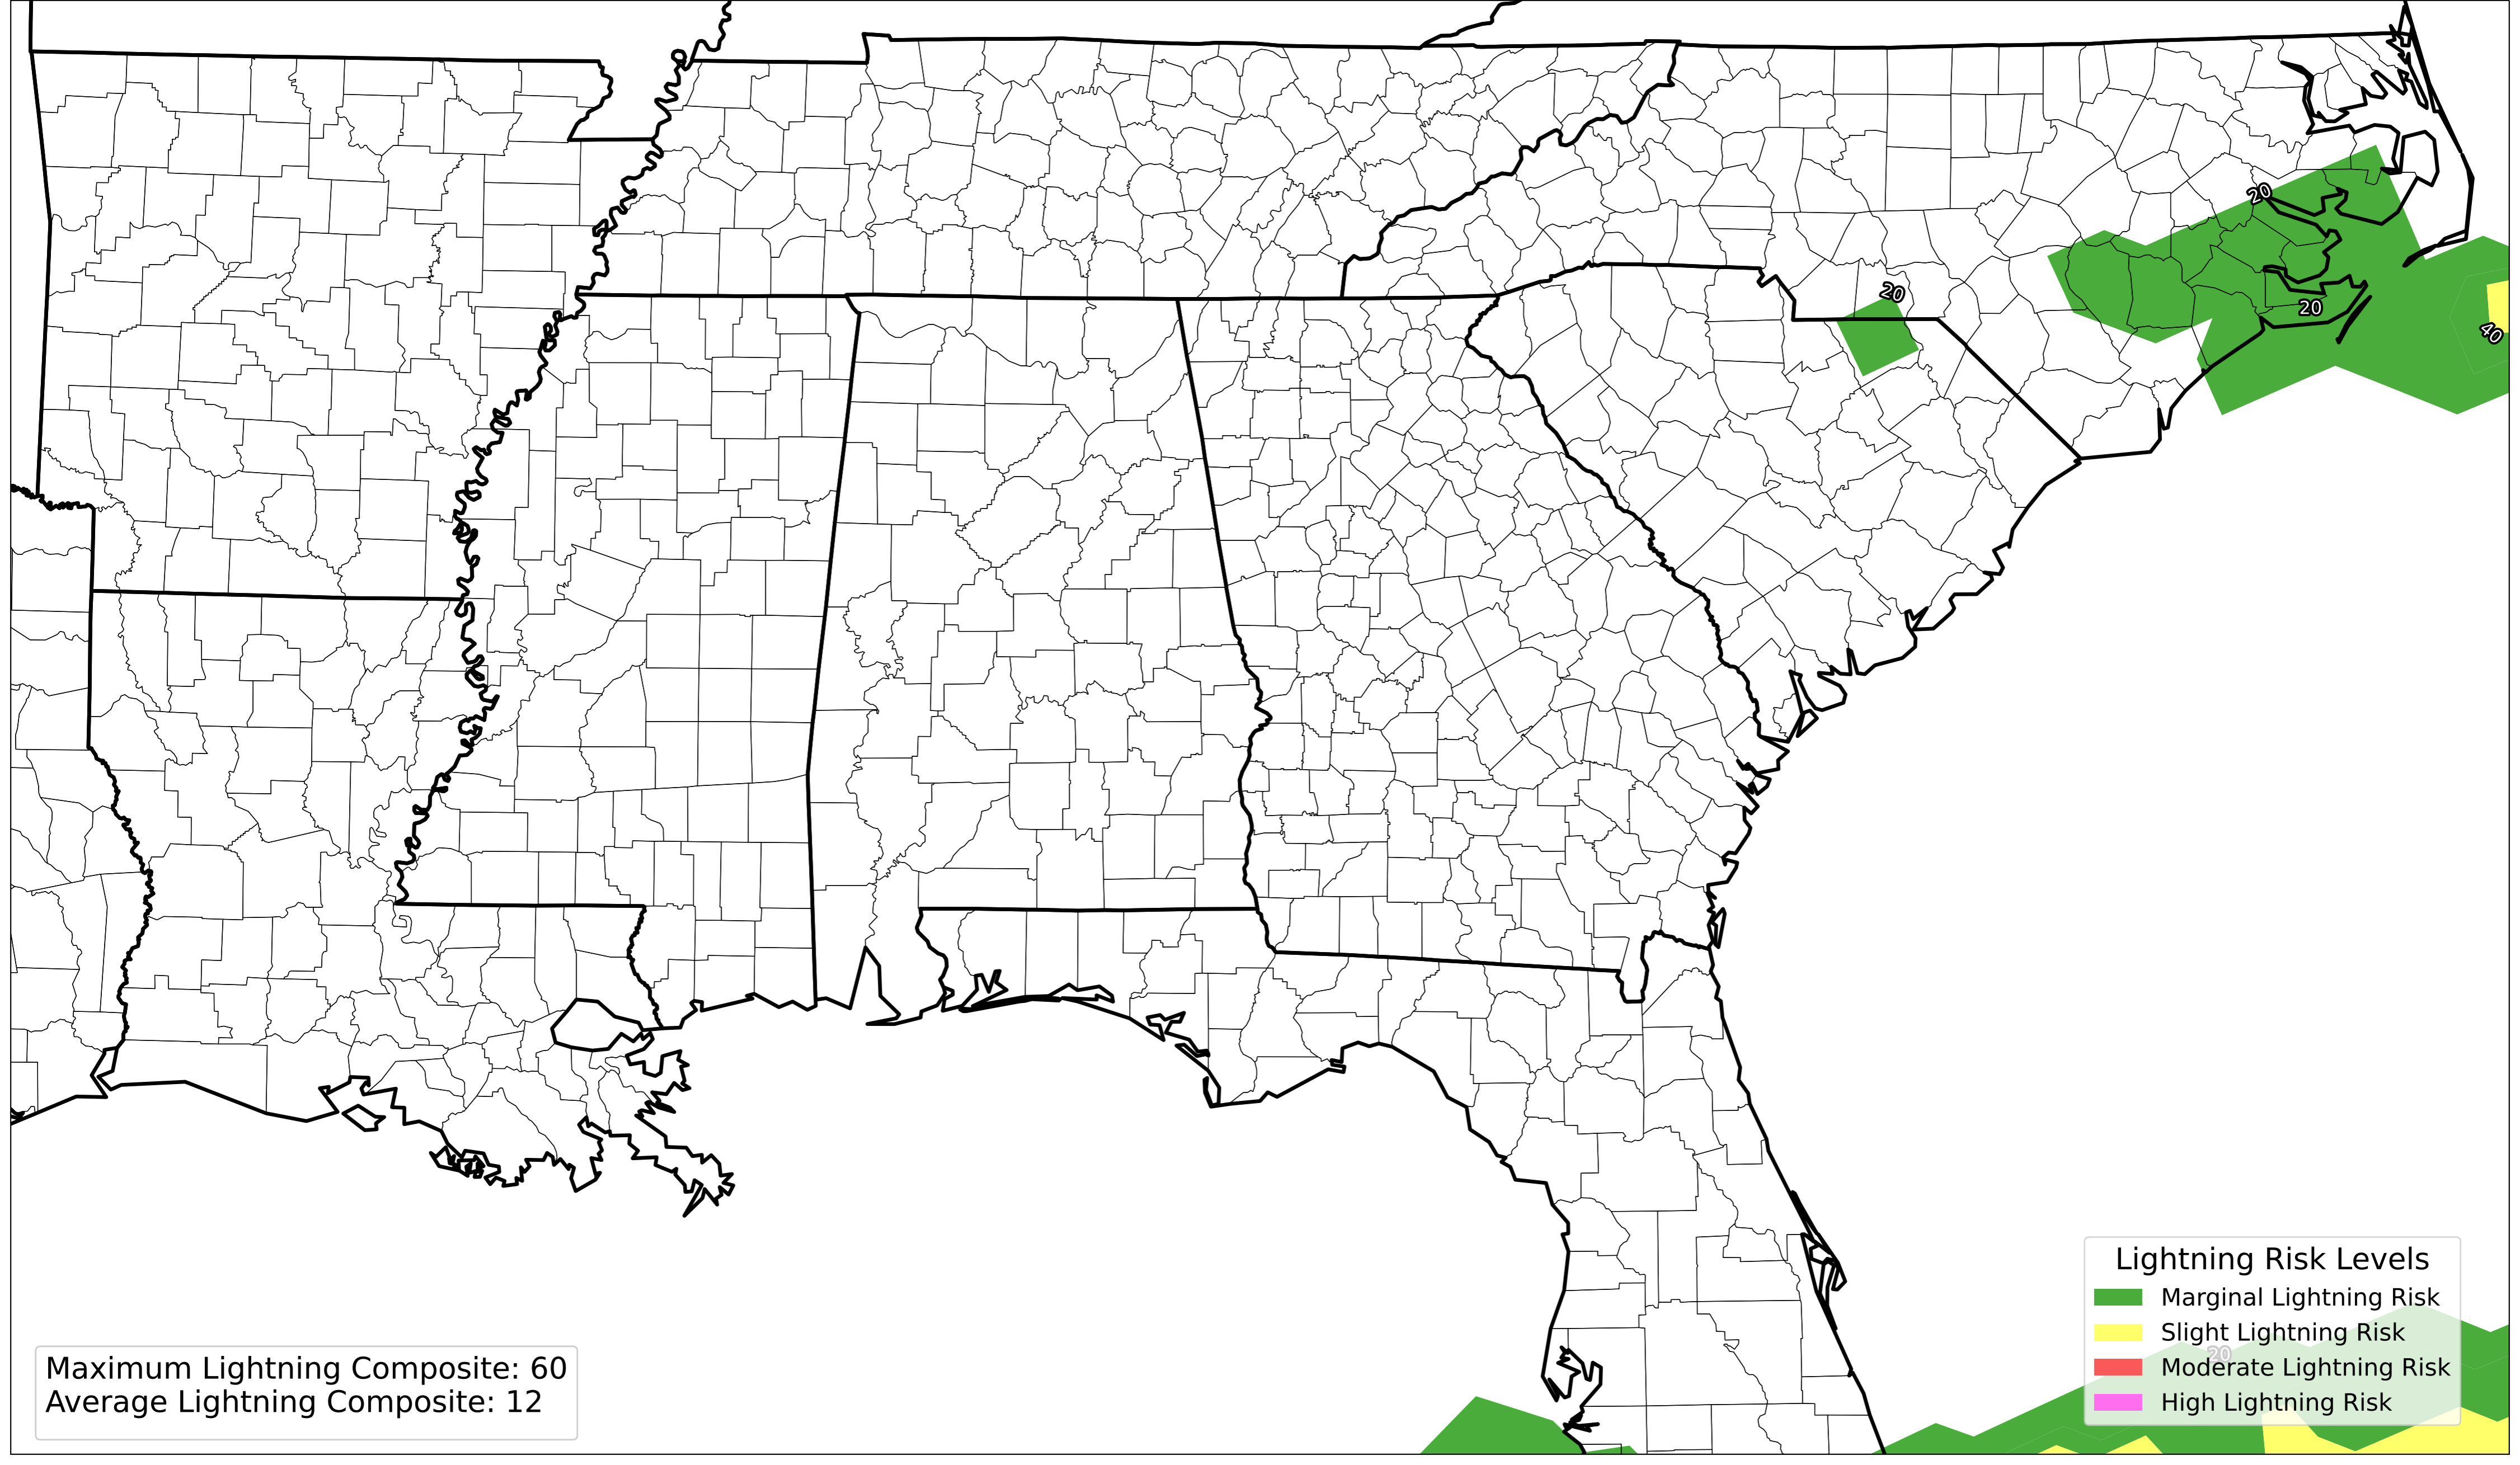 20
20
20
40
Lightning Risk Levels
Marginal Lightning Risk
Slight Lightning Risk
20
Moderate Lightning Risk
High Lightning Risk
Maximum Lightning Composite: 60
Average Lightning Composite: 12